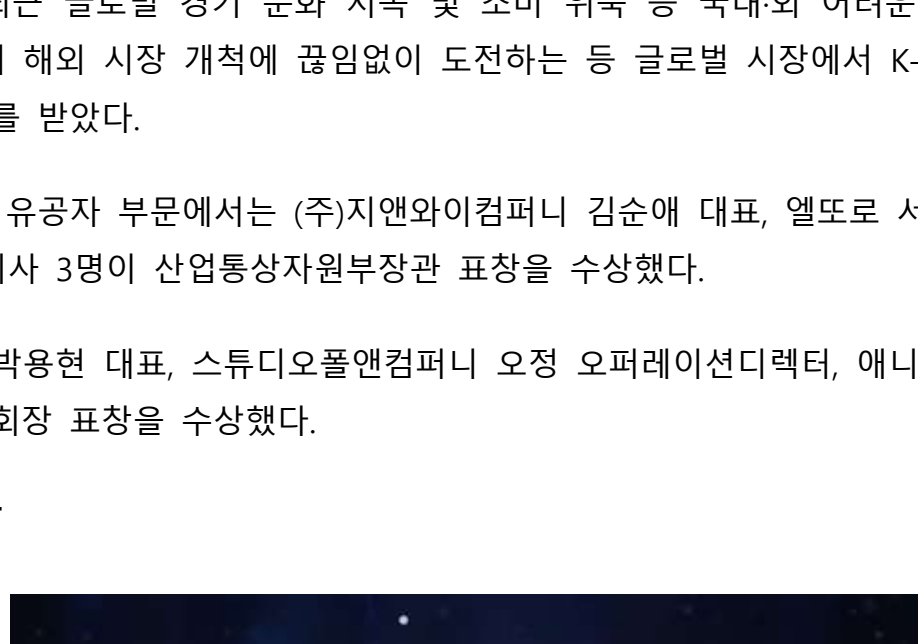 글로벌 경기 둔화 지속 및 소비 위축 등 국내·외 어려운
해외 시장 개척에 끊임없이 도전하는 등 글로벌 시장에서 K-
를 받았다.
유공자 부문에서는 (주)지앤와이컴퍼니 김순애 대표, 엘또로 서
사 3명이 산업통상자원부장관 표창을 수상했다.
박용현 대표, 스튜디오폴앤컴퍼니 오정 오퍼레이션디렉터, 애니
회장 표창을 수상했다.